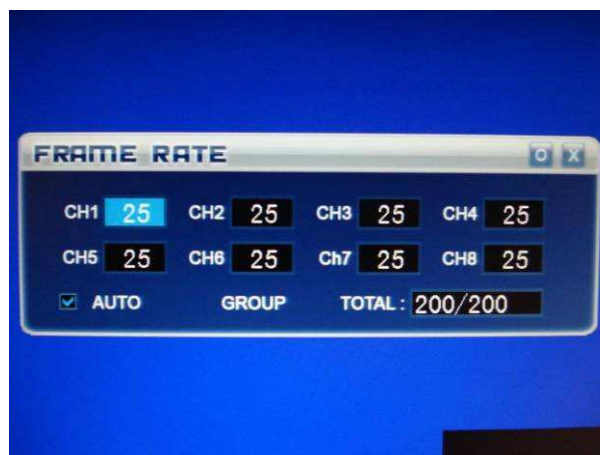 FRAME RATE O X
CH1 25 CH2 25 CH3 25 CH4 25
CH5 25 CH6 25 Ch7 25 CH8 25
AUTO GROUP TOTAL : 200/200